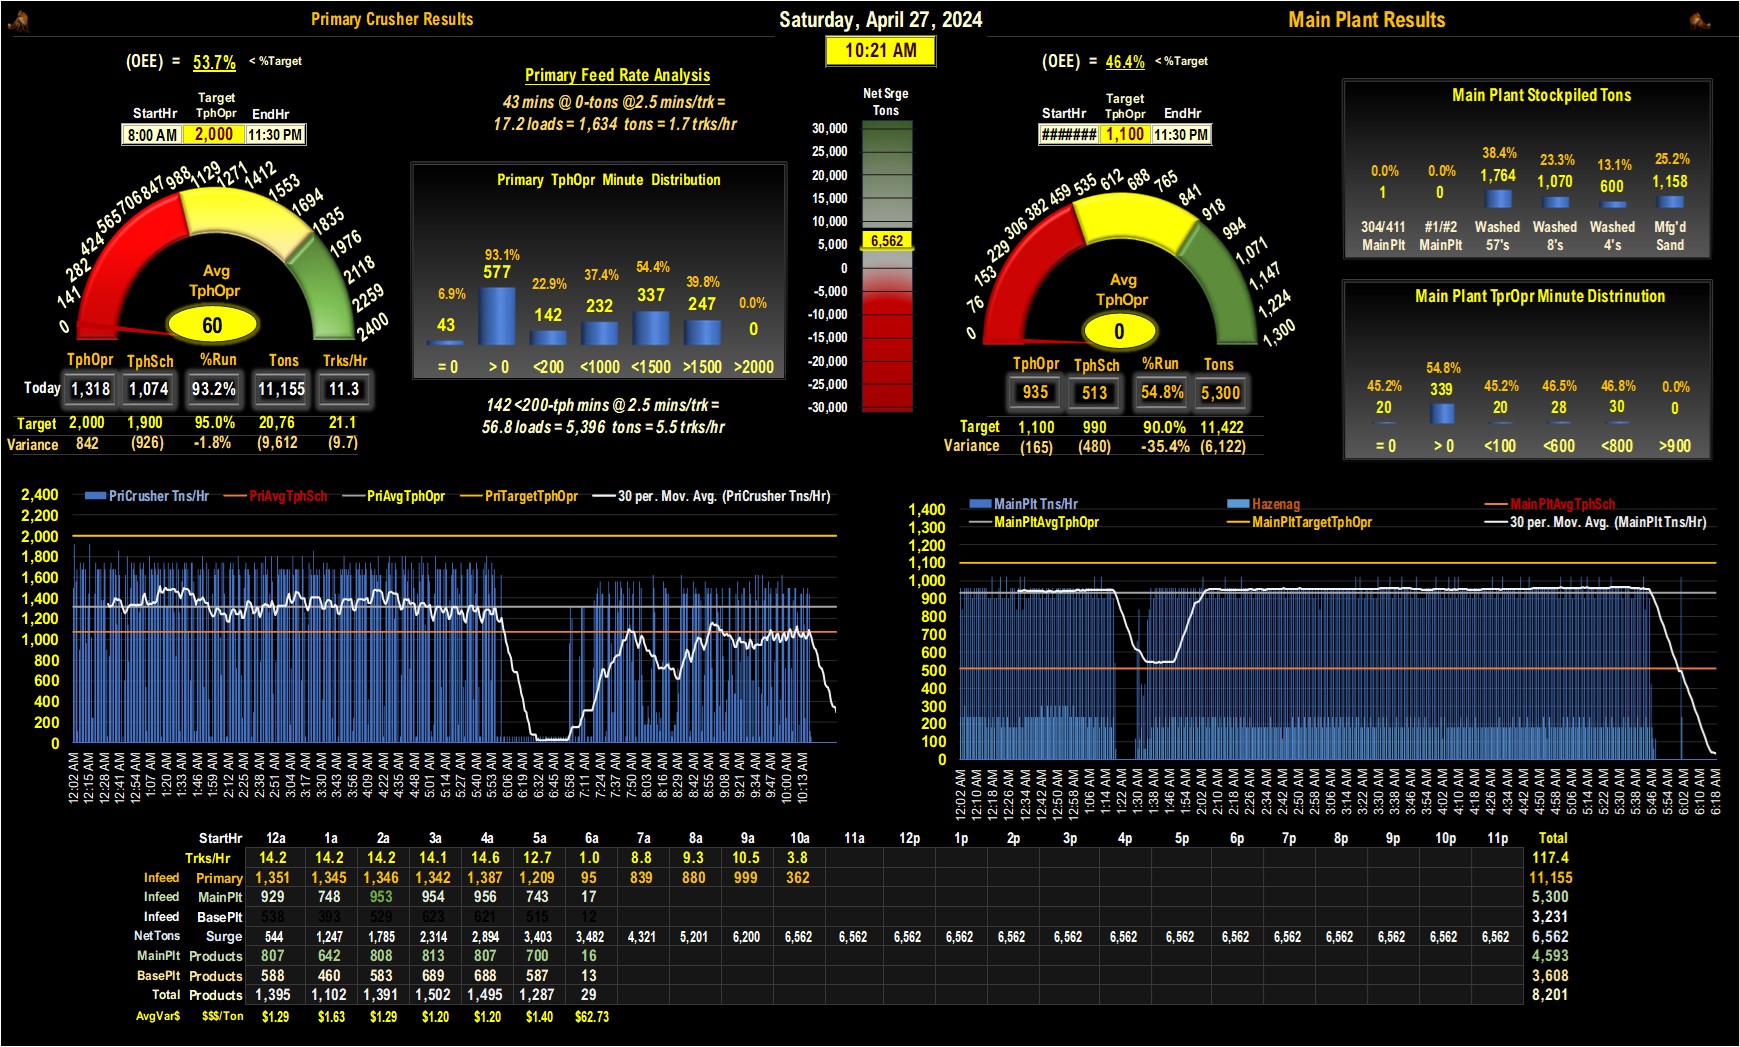 Primary Crusher Results
Saturday, April 27, 2024
Main Plant Results
10:21 AM
(OEE) = 53.7% < %Target
StartHr Target TphOpr EndHr
8:00 AM 2,000 11:30 PM
Primary Feed Rate Analysis
43 mins @ 0-tons @2.5 mins/trk =
17.2 loads = 1,634 tons = 1.7 trks/hr
Net Srge
Tons
30,000
25,000
20,000
15,000
10,000
5,000
0
-5,000
-10,000
-15,000
-20,000
-25,000
-30,000
6,562
(OEE) = 46.4% < %Target
StartHr Target TphOpr EndHr
####### 1,100 11:30 PM
0 141 282 424 565 706 847 988 1129 1271 1412 1553 1694 1835 1976 2118 2259 2400
Avg
TphOpr
60
TphOpr TphSch %Run Tons Trks/Hr
Today 1,318 1,074 93.2% 11,155 11.3
Target 2,000 1,900 95.0% 20,76 21.1
Variance 842 (926) -1.8% (9,612 (9.7)
Primary TphOpr Minute Distribution
6.9% 93.1% 22.9% 37.4% 54.4% 39.8% 0.0%
43 577 142 232 337 247 0
= 0 > 0 <200 <1000 <1500 >1500 >2000
142 <200-tph mins @ 2.5 mins/trk =
56.8 loads = 5,396 tons = 5.5 trks/hr
0 76 153 229 306 382 459 535 612 688 765 841 918 994 1,071 1,147 1,224 1,300
Avg
TPHOpr
0
TphOpr TphSch %Run Tons
935 513 54.8% 5,300
Target 1,100 990 90.0% 11,422
Variance (165) (480) -35.4% (6,122)
Main Plant Stockpiled Tons
0.0% 0.0% 38.4% 23.3% 13.1% 25.2%
1 0 1,764 1,070 600 1,158
304/411 #1/#2 Washed Washed Washed Mfg'd
MainPlt MainPlt 57's 8's 4's Sand
Main Plant TprOpr Minute Distrinution
45.2% 54.8% 45.2% 46.5% 46.8% 0.0%
20 339 20 28 30 0
= 0 > 0 <100 <600 <800 >900
PriCrusher Tns/Hr PriAvgTphSch PriAvgTphOpr PriTargetTphOpr 30 per. Mov. Avg. (PriCrusher Tns/Hr)
2,400
2,200
2,000
1,800
1,600
1,400
1,200
1,000
800
600
400
200
0
12:02 AM 12:15 AM 12:28 AM 12:41 AM 12:54 AM 1:07 AM 1:20 AM 1:33 AM 1:46 AM 1:59 AM 2:12 AM 2:25 AM 2:38 AM 2:51 AM 3:04 AM 3:17 AM 3:30 AM 3:43 AM 3:56 AM 4:09 AM 4:22 AM 4:35 AM 4:48 AM 5:01 AM 5:14 AM 5:27 AM 5:40 AM 5:53 AM 6:06 AM 6:19 AM 6:32 AM 6:45 AM 6:58 AM 7:11 AM 7:24 AM 7:37 AM 7:50 AM 8:03 AM 8:16 AM 8:29 AM 8:42 AM 8:55 AM 9:08 AM 9:21 AM 9:34 AM 9:47 AM 10:00 AM 10:13 AM
MainPlt Tns/Hr Hazenag MainPltAvgTphSch
MainPltAvgTphOpr MainPltTargetTphOpr 30 per. Mov. Avg. (MainPlt Tns/Hr)
1,400
1,300
1,200
1,100
1,000
900
800
700
600
500
400
300
200
100
0
12:02 AM 12:10 AM 12:18 AM 12:26 AM 12:34 AM 12:42 AM 12:50 AM 12:58 AM 1:06 AM 1:14 AM 1:22 AM 1:30 AM 1:38 AM 1:46 AM 1:54 AM 2:02 AM 2:10 AM 2:18 AM 2:26 AM 2:34 AM 2:42 AM 2:50 AM 2:58 AM 3:06 AM 3:14 AM 3:22 AM 3:30 AM 3:38 AM 3:46 AM 3:54 AM 4:02 AM 4:10 AM 4:18 AM 4:26 AM 4:34 AM 4:42 AM 4:50 AM 4:58 AM 5:06 AM 5:14 AM 5:22 AM 5:30 AM 5:38 AM 5:46 AM 5:54 AM 6:02 AM 6:10 AM 6:18 AM
StartHr 12a 1a 2a 3a 4a 5a 6a 7a 8a 9a 10a 11a 12p 1p 2p 3p 4p 5p 6p 7p 8p 9p 10p 11p Total
Trks/Hr 14.2 14.2 14.2 14.1 14.6 12.7 1.0 8.8 9.3 10.5 3.8 117.4
Infeed Primary 1,351 1,345 1,346 1,342 1,387 1,209 95 839 880 999 362 11,155
Infeed MainPlt 929 748 953 954 956 743 17 5,300
Infeed BasePlt 538 393 529 623 621 515 12 3,231
NetTons Surge 544 1,247 1,785 2,314 2,894 3,403 3,482 4,321 5,201 6,200 6,562 6,562 6,562 6,562 6,562 6,562 6,562 6,562 6,562 6,562 6,562 6,562 6,562 6,562 6,562
MainPlt Products 807 642 808 813 807 700 16 4,593
BasePlt Products 588 460 583 689 688 587 13 3,608
Total Products 1,395 1,102 1,391 1,502 1,495 1,287 29 8,201
AvgVar$ $$$/Ton $1.29 $1.63 $1.29 $1.20 $1.20 $1.40 $62.73